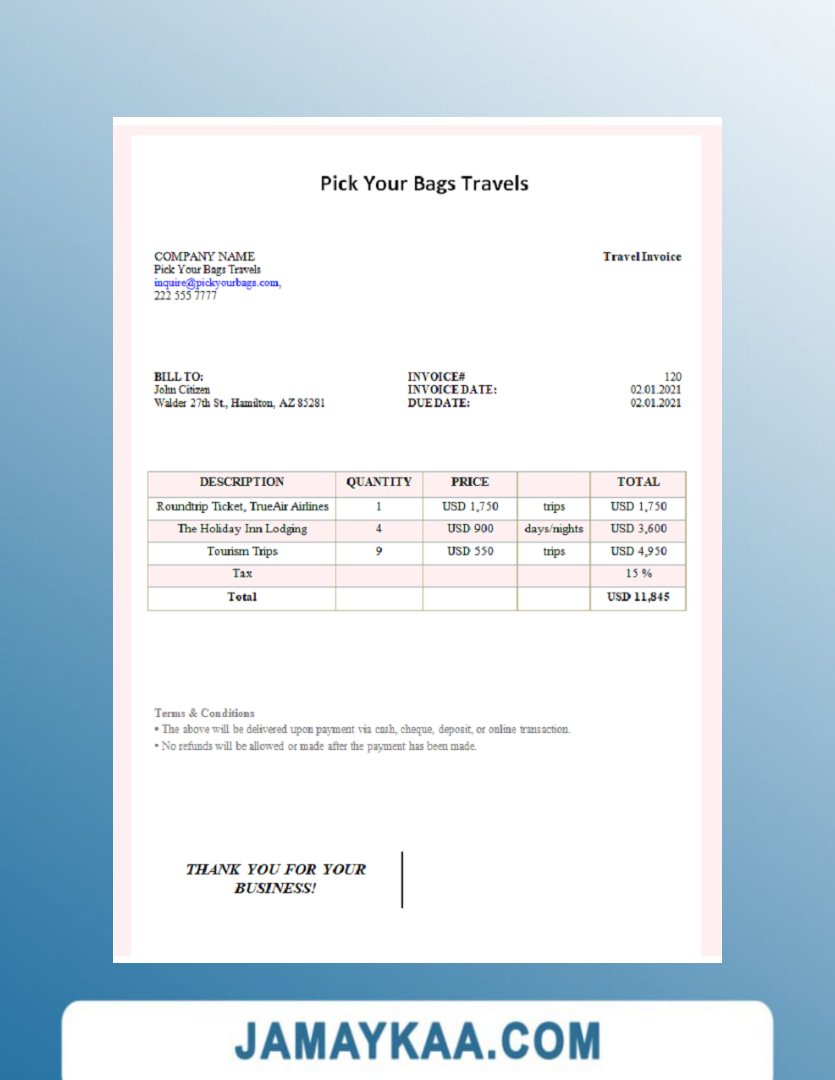 Pick Your Bags Travels
COMPANY NAME
Travel Invoice
Pick Your Bags Travels
inquire@pickyourbags.com,
222 555 7777
BILL TO:
INVOICE# 120
John Citizen
INVOICE DATE: 02.01.2021
Walder 27th St., Hamilton, AZ 85281
DUE DATE: 02.01.2021
DESCRIPTION QUANTITY PRICE TOTAL
Roundtrip Ticket, TrueAir Airlines 1 USD 1,750 trips USD 1,750
The Holiday Inn Lodging 4 USD 900 days/nights USD 3,600
Tourism Trips 9 USD 550 trips USD 4,950
Tax 15 %
Total USD 11,845
Terms & Conditions
• The above will be delivered upon payment via cash, cheque, deposit, or online transaction.
• No refunds will be allowed or made after the payment has been made.
THANK YOU FOR YOUR
BUSINESS!
JAMAYKAA.COM